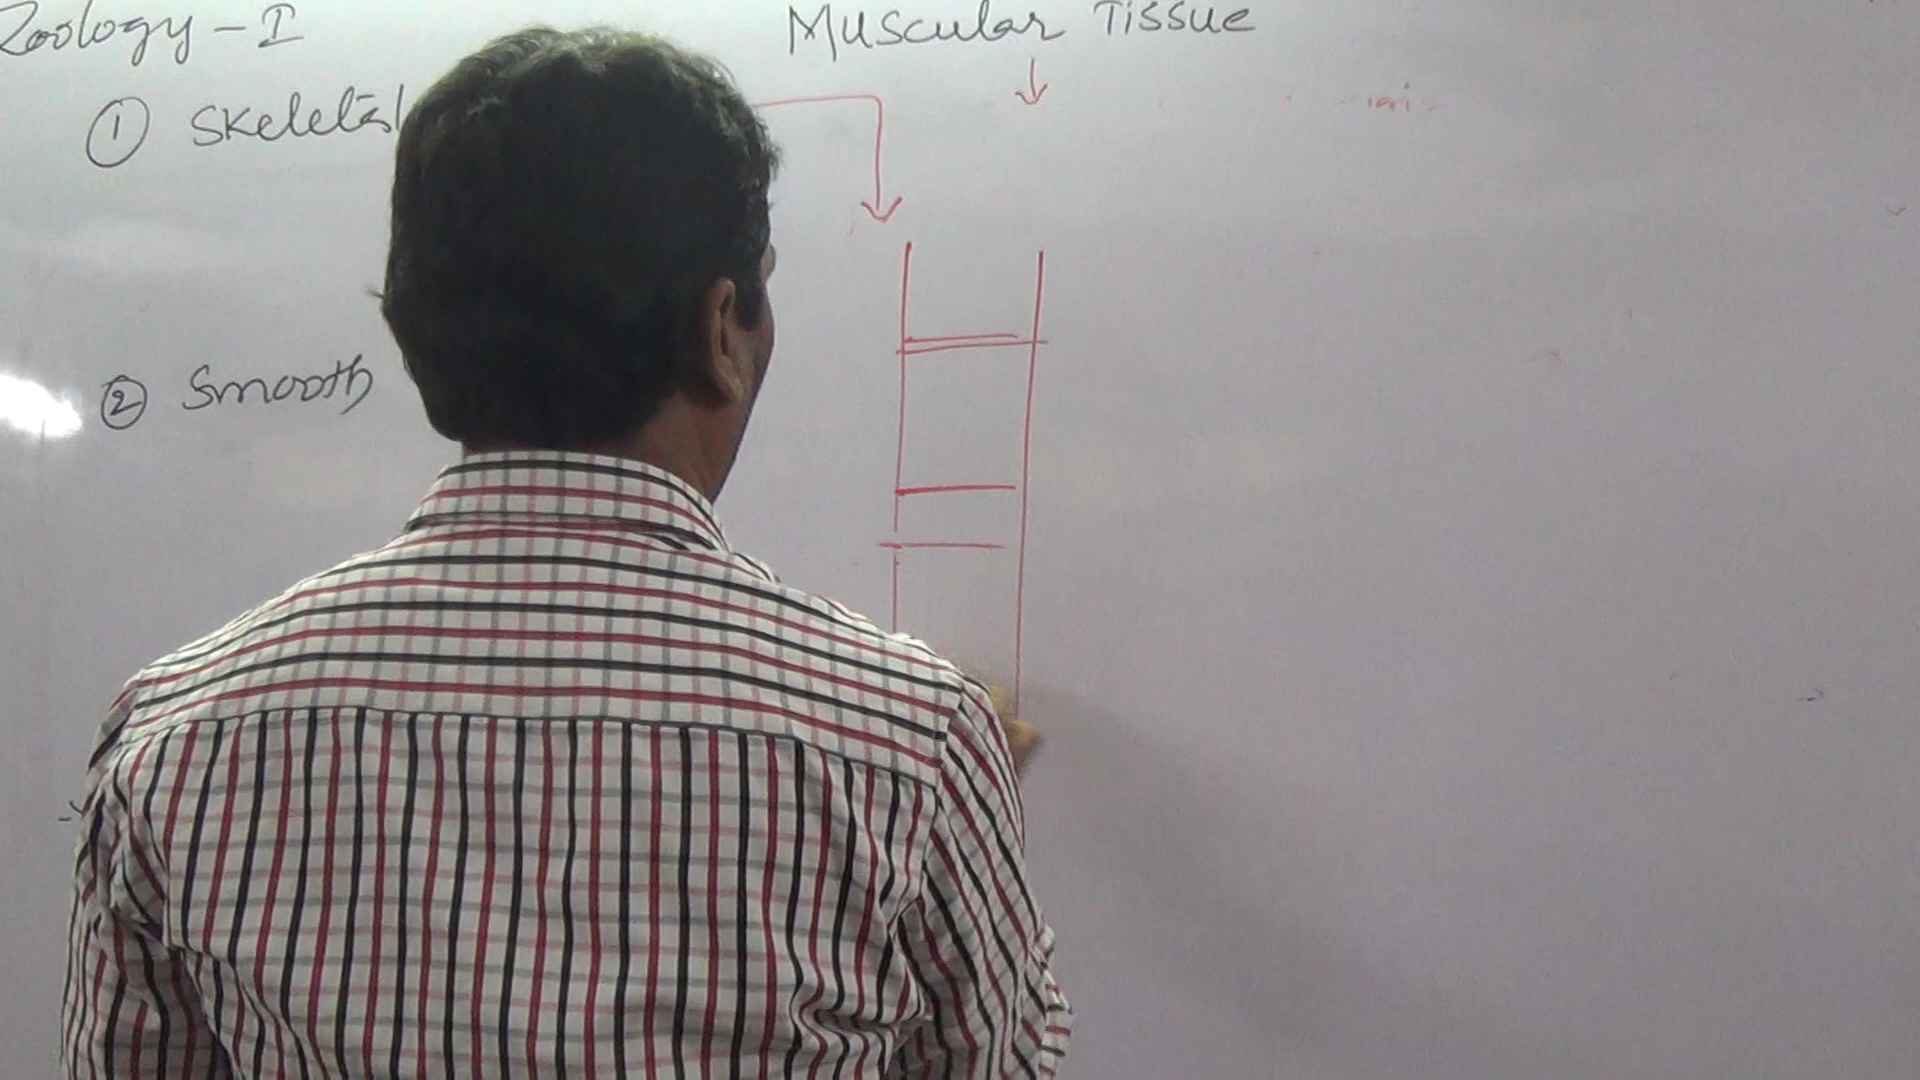 Zoology - I
Muscular Tissue
① Skeletal
② Smooth